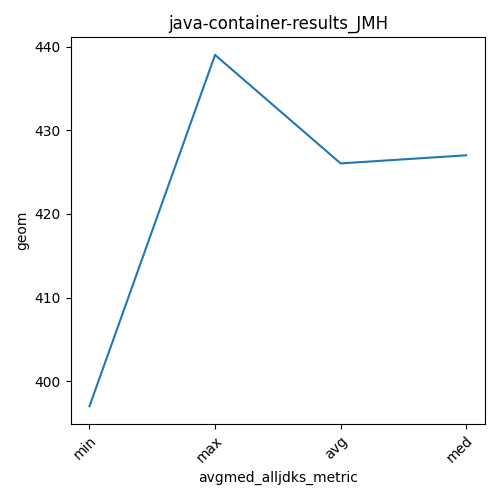 java-container-results_JMH
440
430
420
410
400
geom
min
max
avg
med
avgmed_alljdks_metric